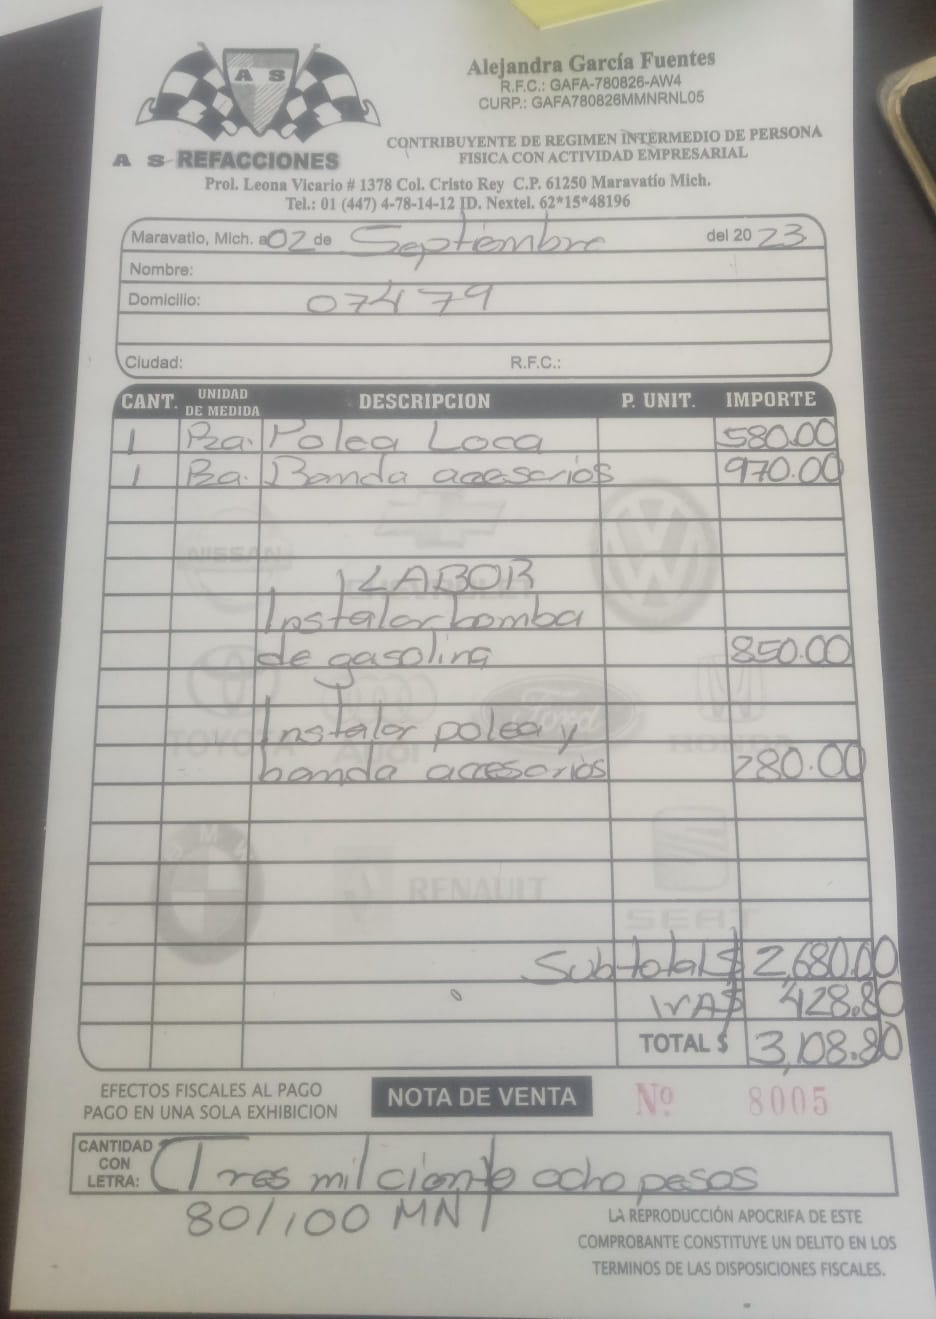 A S
Alejandra García Fuentes
R.F.C.: GAFA-780826-AW4
CURP.: GAFA780826MMNRNL05
CONTRIBUYENTE DE REGIMEN INTERMEDIO DE PERSONA
FISICA CON ACTIVIDAD EMPRESARIAL
A S REFACCIONES
Prol. Leona Vicario # 1378 Col. Cristo Rey C.P. 61250 Maravatío Mich.
Tel.: 01 (447) 4-78-14-12 ID. Nextel. 62*15*48196
Maravatio, Mich. a 02 de Septiembre del 20 23
Nombre:
Domicilio: 07479
Ciudad: R.F.C.:
CANT. UNIDAD DE MEDIDA DESCRIPCION P. UNIT. IMPORTE
1 Pza. Polea Loca 580.00
1 Pza. Banda accesorios 970.00
NISSAN CHEVROLET
LABOR
Instalar bomba
de gasolina 850.00
TOYOTA AUDI Ford HONDA
Instalar polea y
banda accesorios 280.00
BMW RENAULT SEAT
Subtotal $ 2,680.00
IVA $ 428.80
TOTAL $ 3,108.80
EFECTOS FISCALES AL PAGO
PAGO EN UNA SOLA EXHIBICION
NOTA DE VENTA
Nº 8005
CANTIDAD CON LETRA: (Tres mil ciento ocho pesos
80/100 MN)
LA REPRODUCCIÓN APOCRIFA DE ESTE
COMPROBANTE CONSTITUYE UN DELITO EN LOS
TERMINOS DE LAS DISPOSICIONES FISCALES.